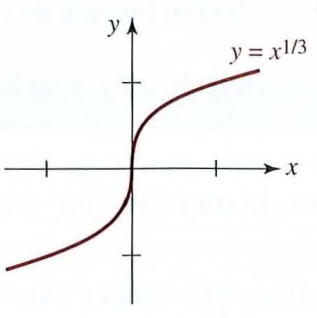 y
y = x^{1/3}
x